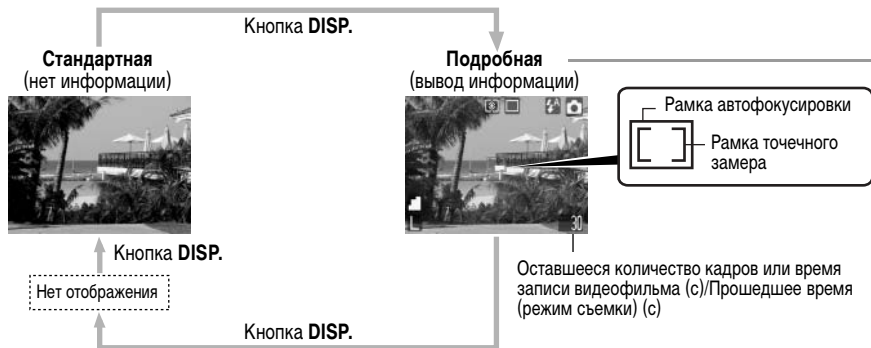 Кнопка DISP.
Стандартная
(нет информации)
Подробная
(вывод информации)
Рамка автофокусировки
Рамка точечного
замера
L
30
Кнопка DISP.
Нет отображения
Оставшееся количество кадров или время
записи видеофильма (с)/Прошедшее время
(режим съемки) (с)
Кнопка DISP.